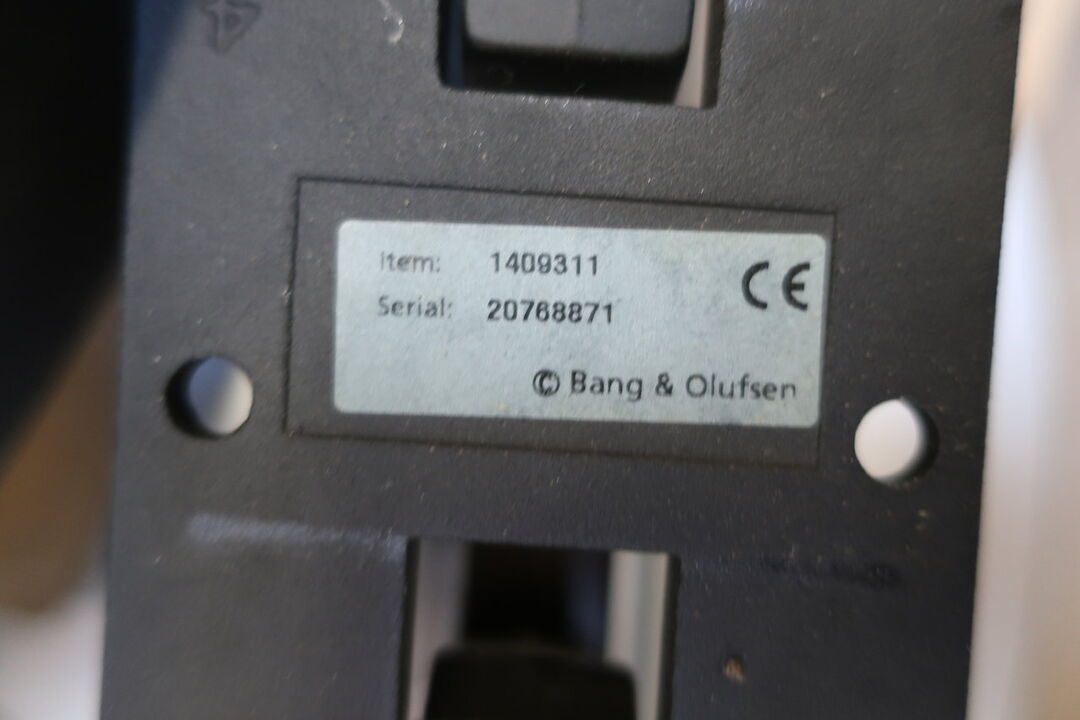 Item: 1409311
Serial: 20768871
CE
© Bang & Olufsen